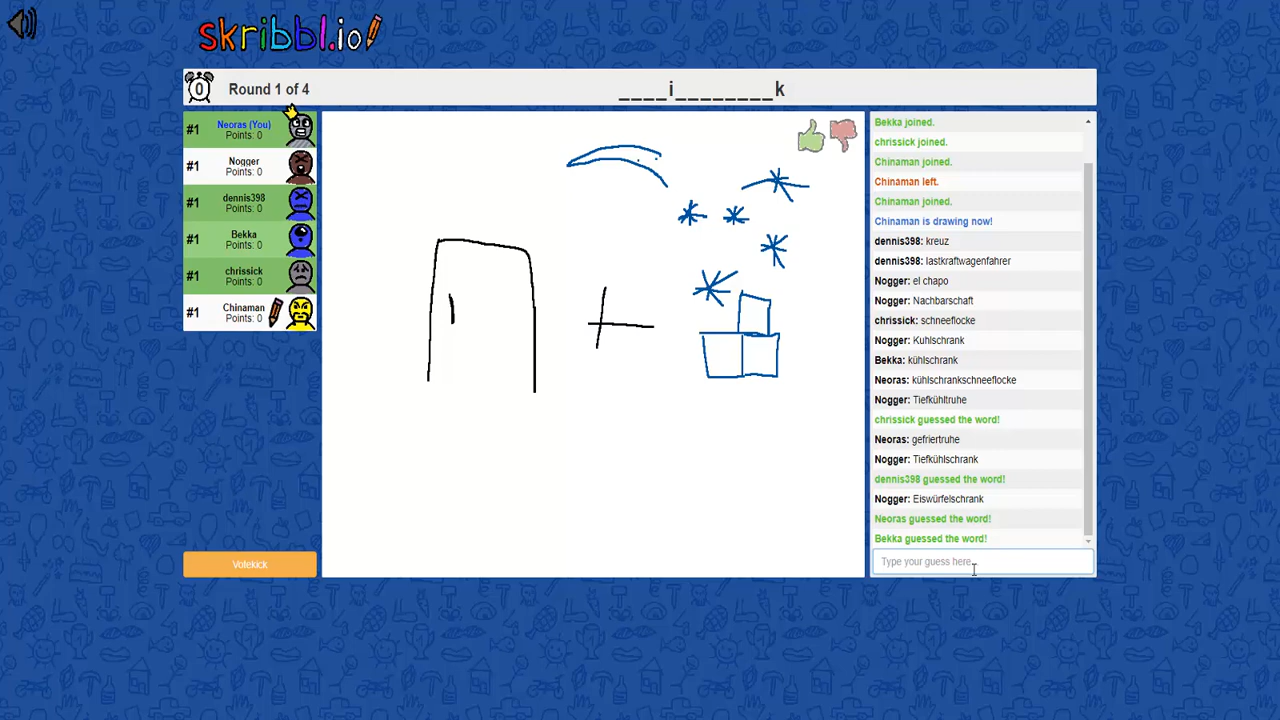 skribbl.io
0
Round 1 of 4
____i________k
#1
Neoras (You)
Points: 0
#1
Nogger
Points: 0
#1
dennis398
Points: 0
#1
Bekka
Points: 0
#1
chrissick
Points: 0
#1
Chinaman
Points: 0
Votekick
Bekka joined.
chrissick joined.
Chinaman joined.
Chinaman left.
Chinaman joined.
Chinaman is drawing now!
dennis398: kreuz
dennis398: lastkraftwagenfahrer
Nogger: el chapo
Nogger: Nachbarschaft
chrissick: schneeflocke
Nogger: Kuhlschrank
Bekka: kühlschrank
Neoras: kühlschrankschneeflocke
Nogger: Tiefkühltruhe
chrissick guessed the word!
Neoras: gefriertruhe
Nogger: Tiefkühlschrank
dennis398 guessed the word!
Nogger: Eiswürfelschrank
Neoras guessed the word!
Bekka guessed the word!
Type your guess here...